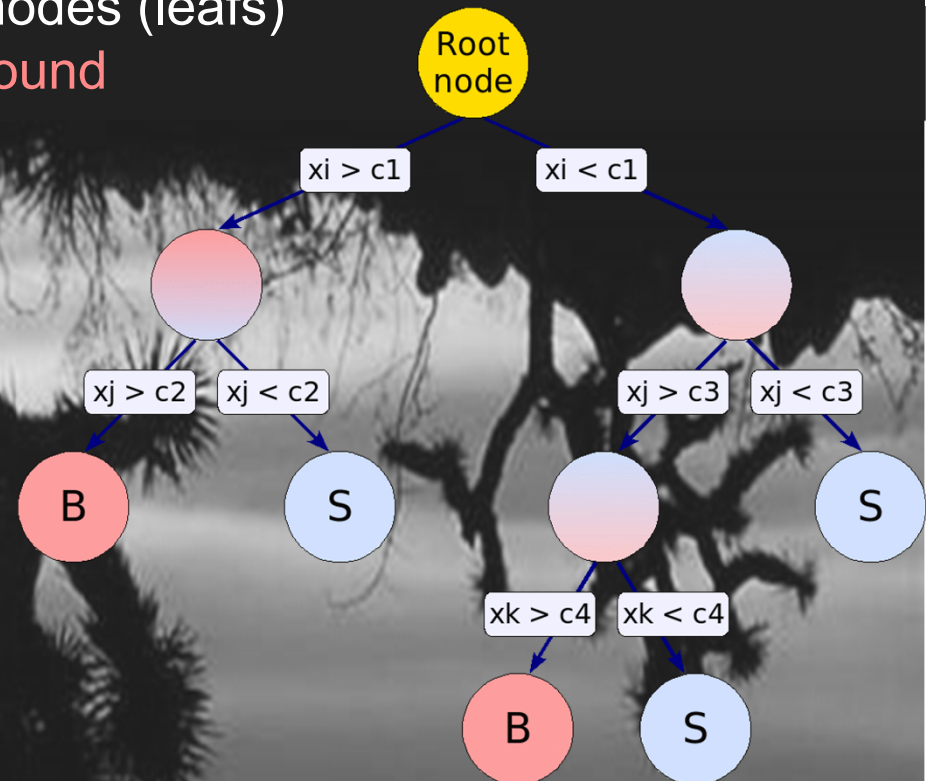 nodes (leafs)
ound
Root
node
xi > c1
xi < c1
xj > c2
xj < c2
xj > c3
xj < c3
B
S
S
xk > c4
xk < c4
B
S